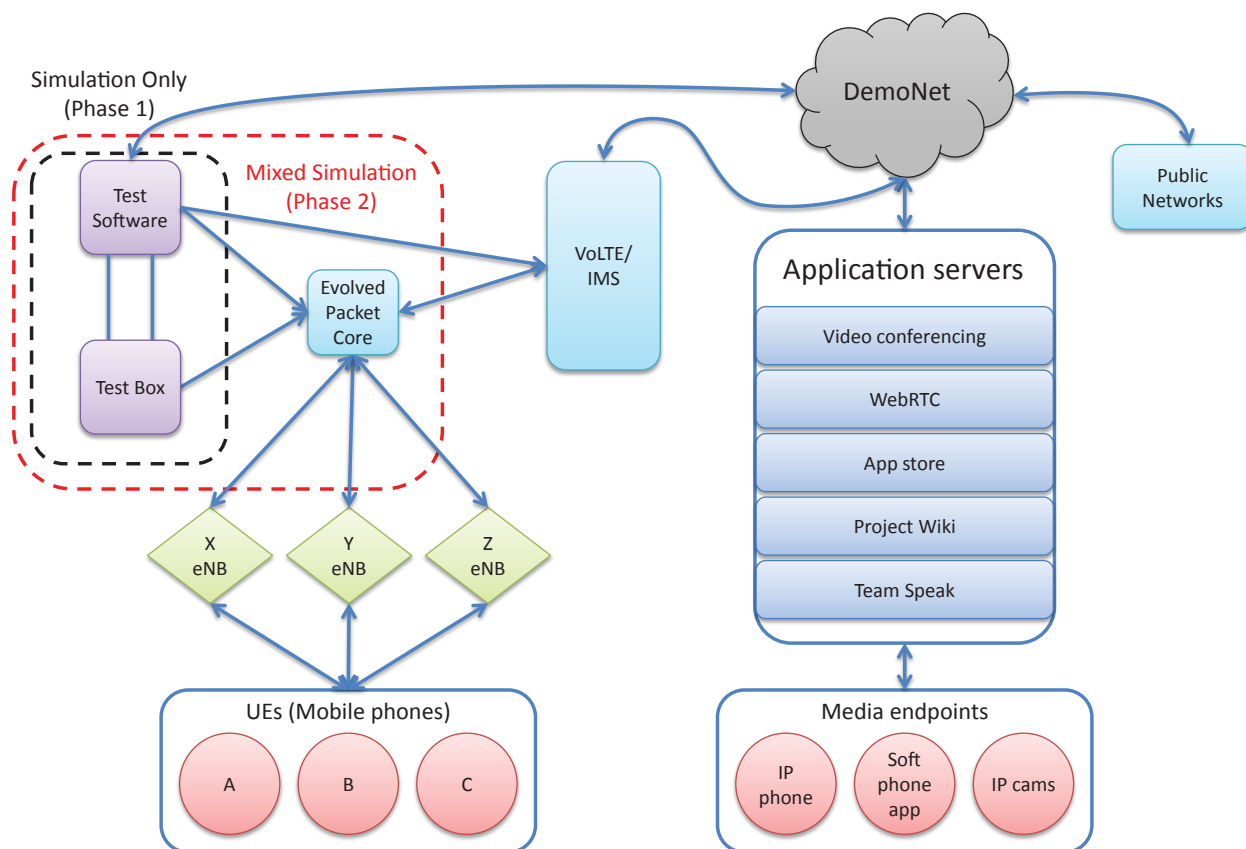 Simulation Only
(Phase 1)
DemoNet
Mixed Simulation
(Phase 2)
Test
Software
Public
Networks
VoLTE/
IMS
Application servers
Evolved
Packet
Core
Video conferencing
Test Box
WebRTC
App store
Project Wiki
Team Speak
X
eNB
Y
eNB
Z
eNB
UEs (Mobile phones)
A
B
C
Media endpoints
IP
phone
Soft
phone
app
IP cams